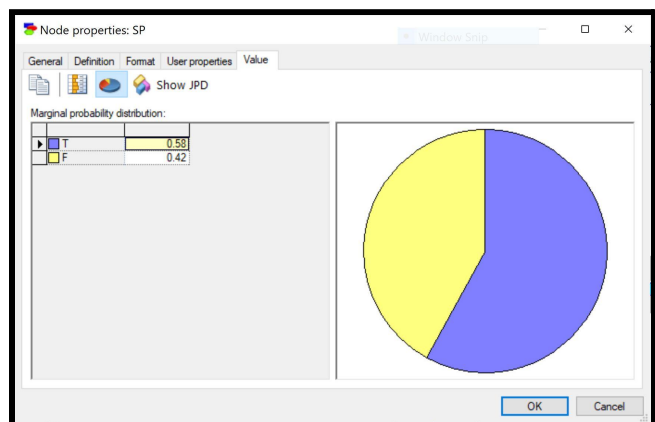 Node properties: SP
Window Snip
General Definition Format User properties Value
Show JPD
Marginal probability distribution:
T 0.58
F 0.42
OK Cancel